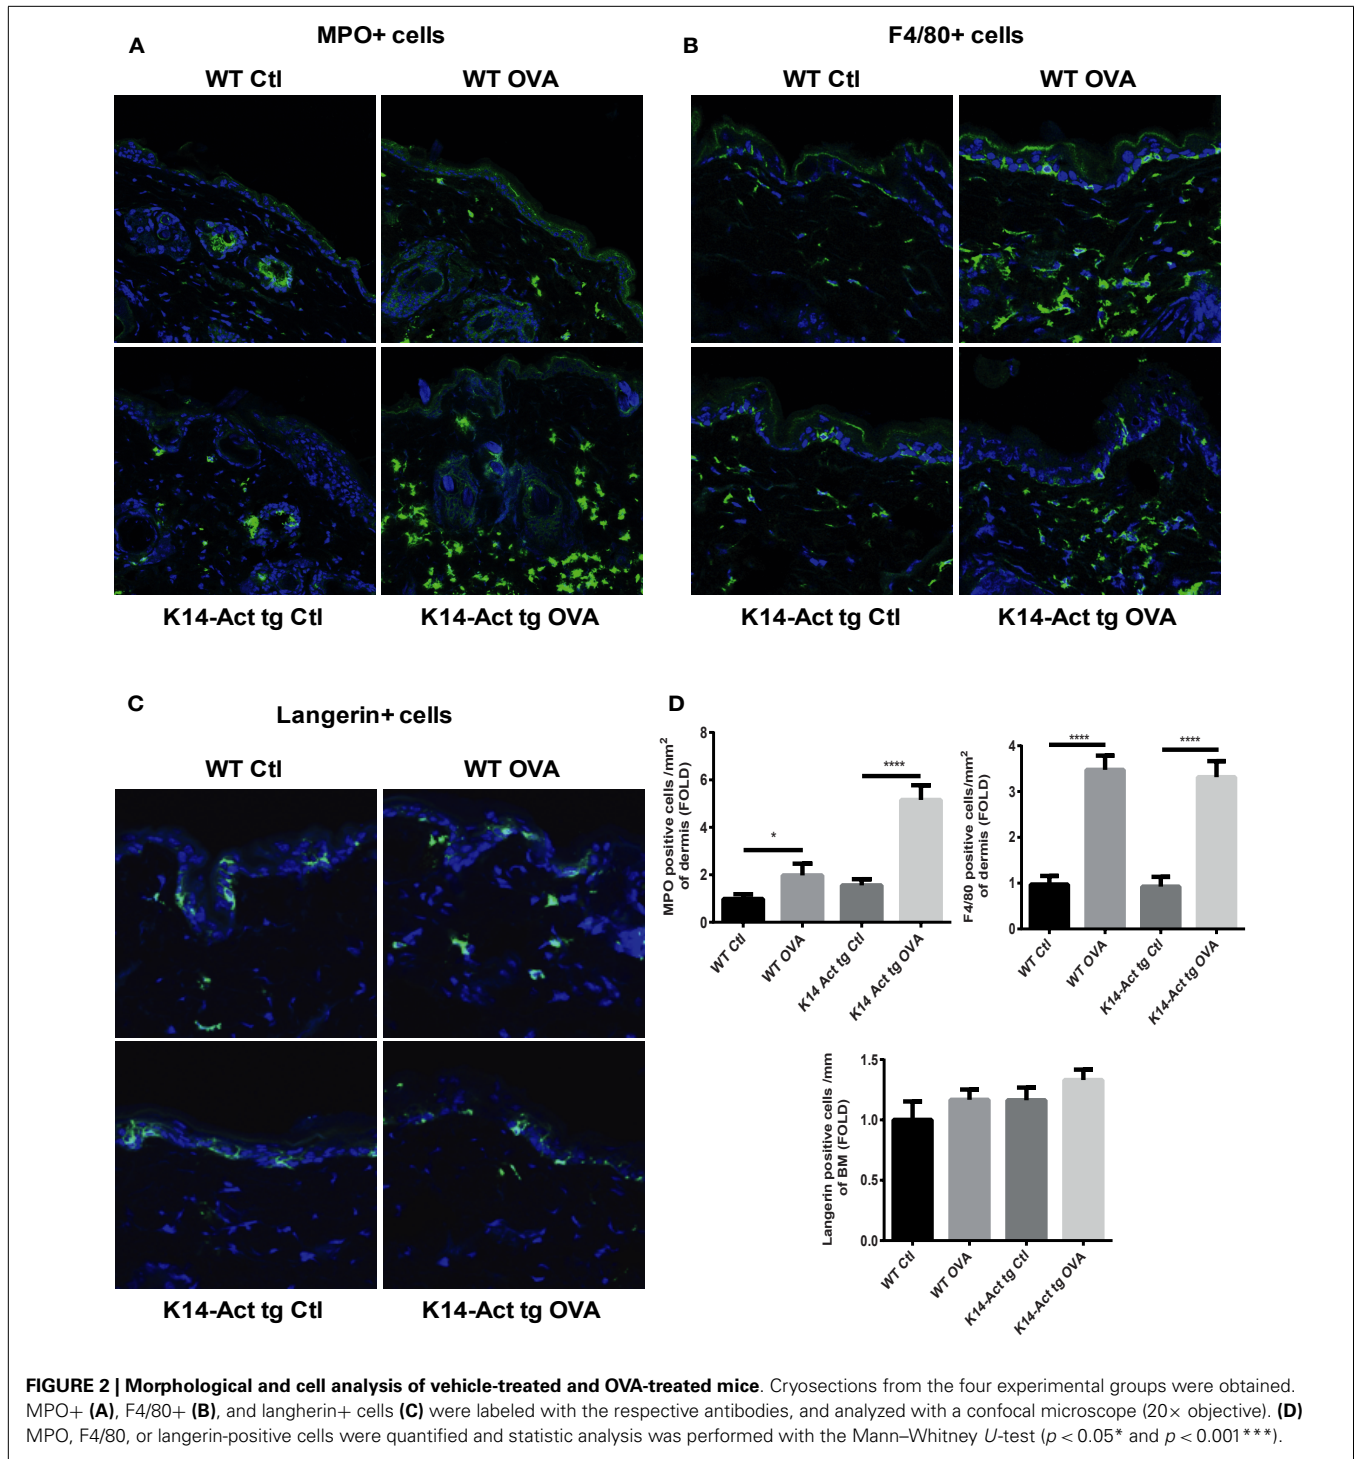 A
MPO+ cells
WT Ctl
WT OVA
K14-Act tg Ctl
K14-Act tg OVA
B
F4/80+ cells
WT Ctl
WT OVA
K14-Act tg Ctl
K14-Act tg OVA
C
Langerin+ cells
WT Ctl
WT OVA
K14-Act tg Ctl
K14-Act tg OVA
D
MPO positive cells /mm²
of dermis (FOLD)
8
6
4
2
0
*
****
WT Ctl
WT OVA
K14 Act tg Ctl
K14 Act tg OVA
F4/80 positive cells/mm²
of dermis (FOLD)
4
3
2
1
0
****
****
WT Ctl
WT OVA
K14-Act tg Ctl
K14-Act tg OVA
Langerin positive cells /mm
of BM (FOLD)
1.5
1.0
0.5
0.0
WT Ctl
WT OVA
K14-Act tg Ctl
K14-Act tg OVA
FIGURE 2 | Morphological and cell analysis of vehicle-treated and OVA-treated mice. Cryosections from the four experimental groups were obtained.
MPO+ (A), F4/80+ (B), and langherin+ cells (C) were labeled with the respective antibodies, and analyzed with a confocal microscope (20× objective). (D)
MPO, F4/80, or langerin-positive cells were quantified and statistic analysis was performed with the Mann–Whitney U-test (p < 0.05* and p < 0.001***).